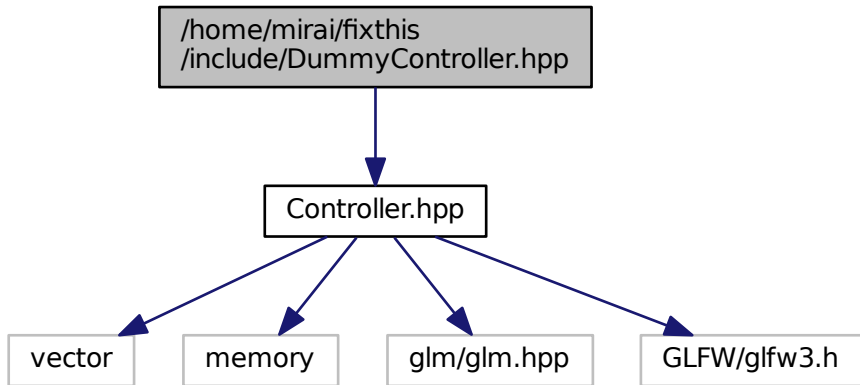 /home/mirai/fixthis
/include/DummyController.hpp
Controller.hpp
vector
memory
glm/glm.hpp
GLFW/glfw3.h